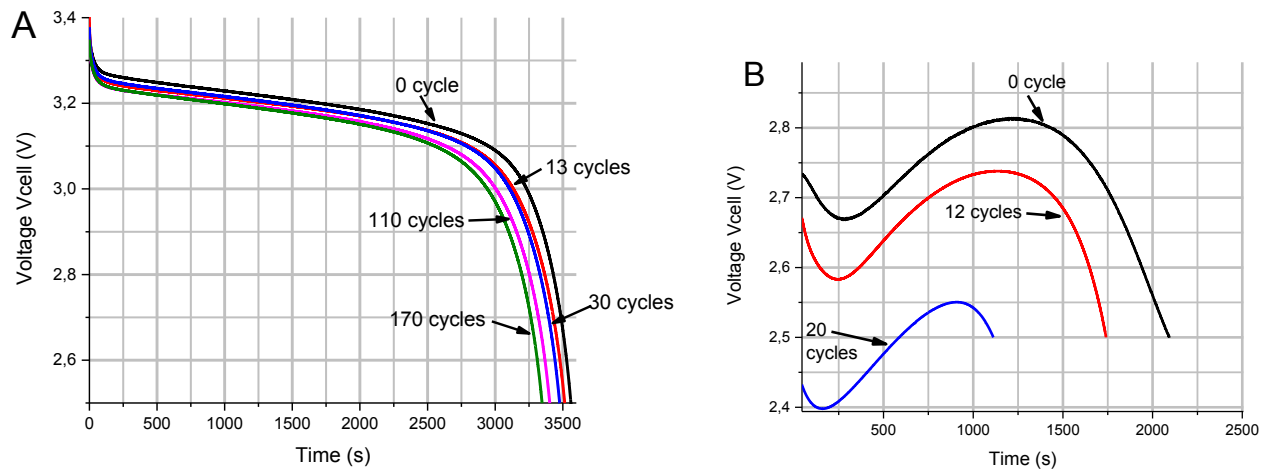 A
3,4
3,2
3,0
2,8
2,6
Voltage Vcell (V)
0 cycle
13 cycles
110 cycles
30 cycles
170 cycles
0 500 1000 1500 2000 2500 3000 3500
Time (s)
B
2,8
2,7
2,6
2,5
2,4
Voltage Vcell (V)
0 cycle
12 cycles
20
cycles
500 1000 1500 2000 2500
Time (s)